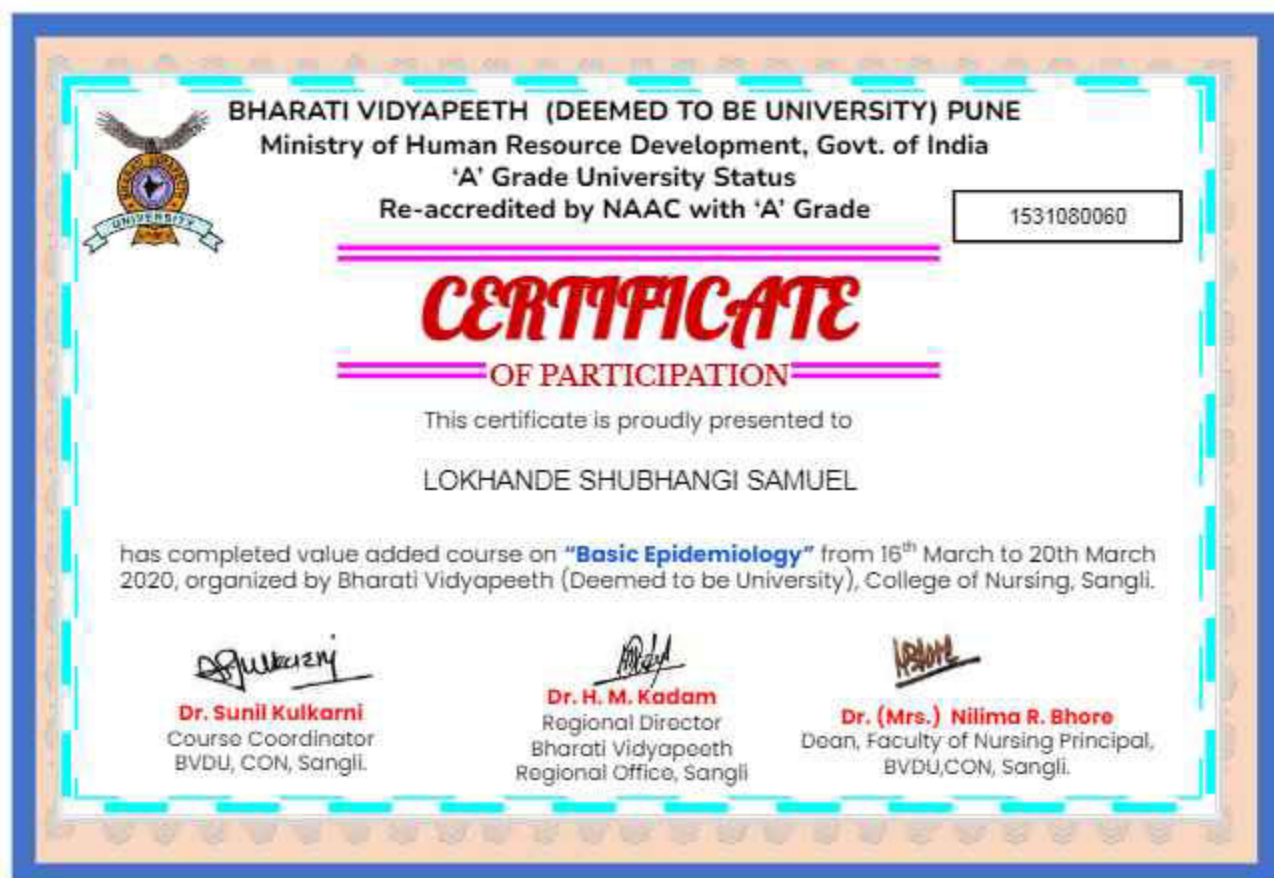 BHARATI VIDYAPEETH (DEEMED TO BE UNIVERSITY) PUNE
Ministry of Human Resource Development, Govt. of India
‘A’ Grade University Status
Re-accredited by NAAC with ‘A’ Grade
1531080060
BHARATI VIDYAPEETH
UNIVERSITY
CERTIFICATE
OF PARTICIPATION
This certificate is proudly presented to
LOKHANDE SHUBHANGI SAMUEL
has completed value added course on “Basic Epidemiology” from 16th March to 20th March
2020, organized by Bharati Vidyapeeth (Deemed to be University), College of Nursing, Sangli.
Dr. Sunil Kulkarni
Course Coordinator
BVDU, CON, Sangli.
Dr. H. M. Kadam
Regional Director
Bharati Vidyapeeth
Regional Office, Sangli
Dr. (Mrs.) Nilima R. Bhore
Dean, Faculty of Nursing Principal,
BVDU,CON, Sangli.